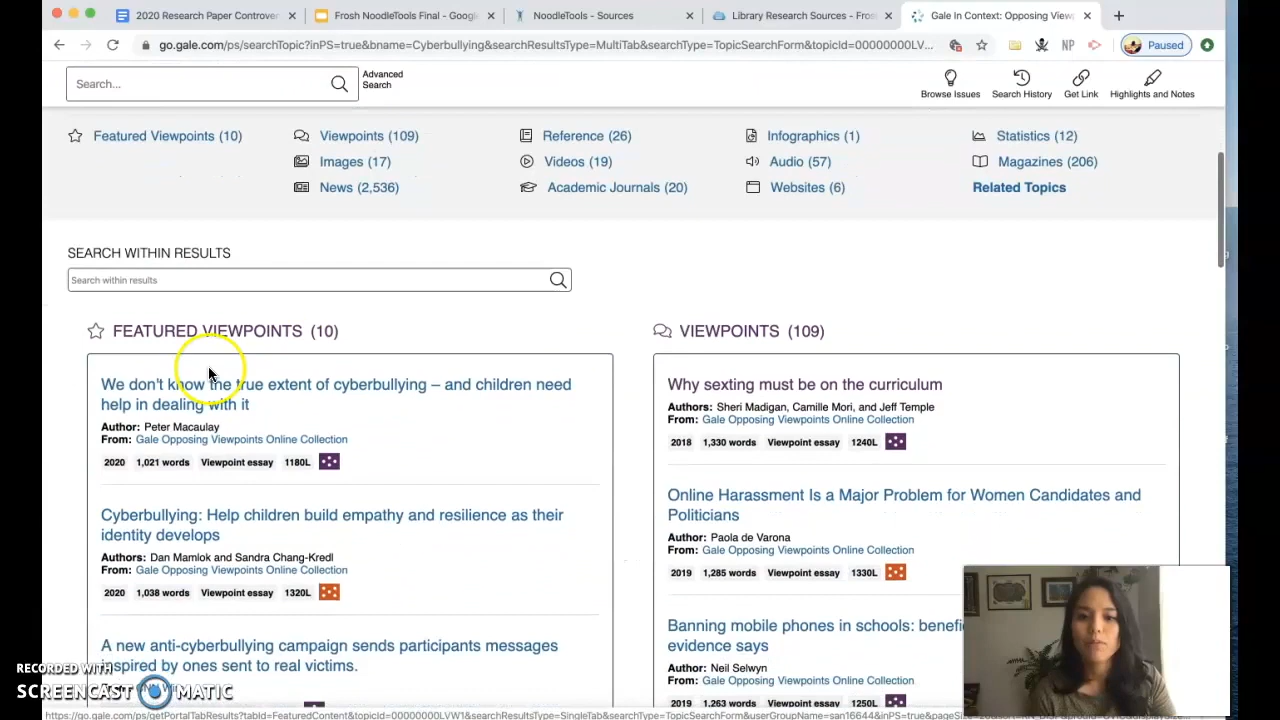 2020 Research Paper Controver
Frosh NoodleTools Final - Google
NoodleTools - Sources
Library Research Sources - Fros
Gale In Context: Opposing View
go.gale.com/ps/searchTopic?inPS=true&bname=Cyberbullying&searchResultsType=MultiTab&searchType=TopicSearchForm&topicId=00000000LV...
NP
Paused
Search...
Advanced
Search
Browse Issues
Search History
Get Link
Highlights and Notes
Featured Viewpoints (10)
Viewpoints (109)
Reference (26)
Infographics (1)
Statistics (12)
Images (17)
Videos (19)
Audio (57)
Magazines (206)
News (2,536)
Academic Journals (20)
Websites (6)
Related Topics
SEARCH WITHIN RESULTS
Search within results
FEATURED VIEWPOINTS (10)
We don't know the true extent of cyberbullying – and children need
help in dealing with it
Author: Peter Macaulay
From: Gale Opposing Viewpoints Online Collection
2020 1,021 words Viewpoint essay 1180L
Cyberbullying: Help children build empathy and resilience as their
identity develops
Authors: Dan Mamlok and Sandra Chang-Kredl
From: Gale Opposing Viewpoints Online Collection
2020 1,038 words Viewpoint essay 1320L
A new anti-cyberbullying campaign sends participants messages
inspired by ones sent to real victims.
VIEWPOINTS (109)
Why sexting must be on the curriculum
Authors: Sheri Madigan, Camille Mori, and Jeff Temple
From: Gale Opposing Viewpoints Online Collection
2018 1,330 words Viewpoint essay 1240L
Online Harassment Is a Major Problem for Women Candidates and
Politicians
Author: Paola de Varona
From: Gale Opposing Viewpoints Online Collection
2019 1,285 words Viewpoint essay 1330L
Banning mobile phones in schools: benefi
evidence says
Author: Neil Selwyn
From: Gale Opposing Viewpoints Online Collection
2019 1,263 words Viewpoint essay 1250L
RECORDED WITH
SCREENCAST MATIC